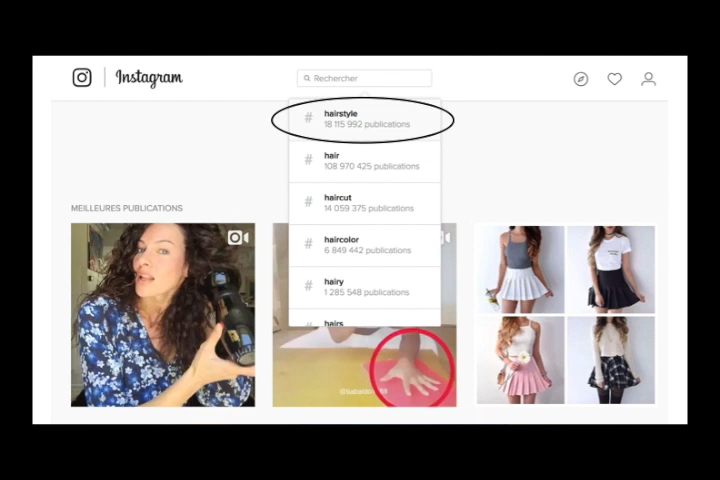 Instagram
Rechercher
# hairstyle
18 115 992 publications
# hair
108 970 425 publications
# haircut
14 059 375 publications
# haircolor
6 849 442 publications
# hairy
1 285 548 publications
# hairs
MEILLEURES PUBLICATIONS